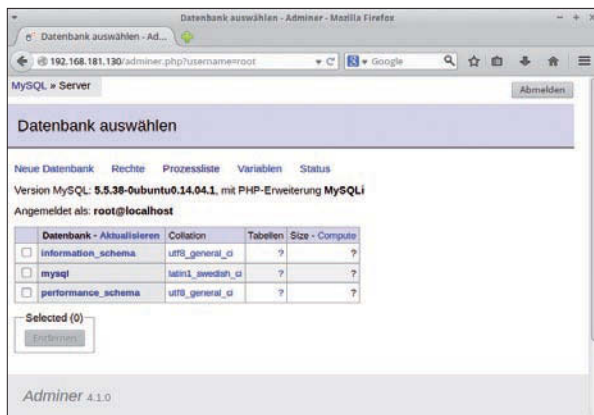 Datenbank auswählen - Adminer - Mozilla Firefox
Datenbank auswählen - Ad...
192.168.181.130/adminer.php?username=root
Google
MySQL » Server
Abmelden
Datenbank auswählen
Neue Datenbank Rechte Prozessliste Variablen Status
Version MySQL: 5.5.38-0ubuntu0.14.04.1, mit PHP-Erweiterung MySQLi
Angemeldet als: root@localhost
Datenbank - Aktualisieren Collation Tabellen Size - Compute
information_schema utf8_general_ci ? ?
mysql latin1_swedish_ci ? ?
performance_schema utf8_general_ci ? ?
Selected (0)
Entfernen
Adminer 4.1.0